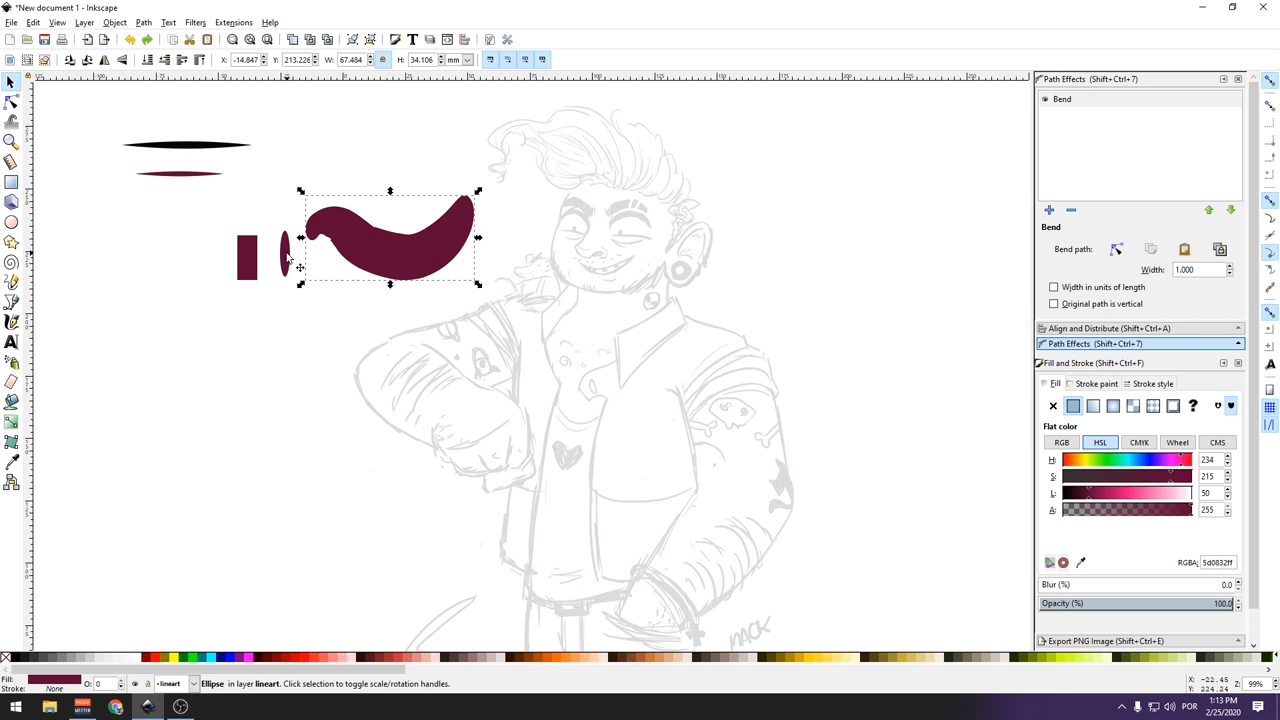 *New document 1 - Inkscape
File Edit View Layer Object Path Text Filters Extensions Help
X: -14.847 Y: 213.226 W: 67.484 H: 34.106 mm
Path Effects (Shift+Ctrl+7)
Bend
Bend
Bend path:
Width: 1.000
Width in units of length
Original path is vertical
Align and Distribute (Shift+Ctrl+A)
Path Effects (Shift+Ctrl+7)
Fill and Stroke (Shift+Ctrl+F)
Fill Stroke paint Stroke style
Flat color
RGB HSL CMYK Wheel CMS
H: 234
S: 215
L: 50
A: 255
RGBA: 5d0832ff
Blur (%) 0.0
Opacity (%) 100.0
MACK
Export PNG Image (Shift+Ctrl+E)
Fill:
Stroke: None
O: 0
lineart
Ellipse in layer lineart. Click selection to toggle scale/rotation handles.
X: -22.45
Y: 224.24
Z: 99%
POR
1:13 PM
2/25/2020